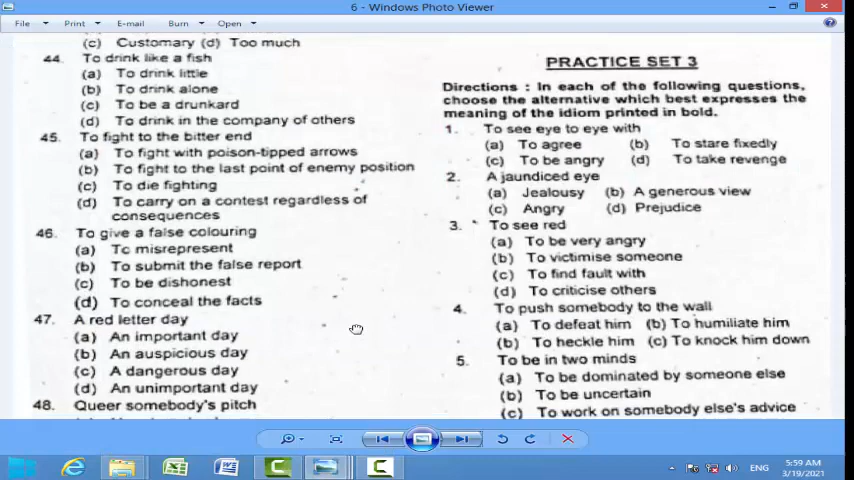 6 - Windows Photo Viewer
File Print E-mail Burn Open
(c) Customary (d) Too much
44. To drink like a fish
(a) To drink little
(b) To drink alone
(c) To be a drunkard
(d) To drink in the company of others
45. To fight to the bitter end
(a) To fight with poison-tipped arrows
(b) To fight to the last point of enemy position
(c) To die fighting
(d) To carry on a contest regardless of
consequences
46. To give a false colouring
(a) To misrepresent
(b) To submit the false report
(c) To be dishonest
(d) To conceal the facts
47. A red letter day
(a) An important day
(b) An auspicious day
(c) A dangerous day
(d) An unimportant day
48. Queer somebody's pitch
PRACTICE SET 3
Directions : In each of the following questions,
choose the alternative which best expresses the
meaning of the idiom printed in bold.
1. To see eye to eye with
(a) To agree (b) To stare fixedly
(c) To be angry (d) To take revenge
2. A jaundiced eye
(a) Jealousy (b) A generous view
(c) Angry (d) Prejudice
3. To see red
(a) To be very angry
(b) To victimise someone
(c) To find fault with
(d) To criticise others
4. To push somebody to the wall
(a) To defeat him (b) To humiliate him
(b) To heckle him (c) To knock him down
5. To be in two minds
(a) To be dominated by someone else
(b) To be uncertain
(c) To work on somebody else's advice
ENG
5:59 AM
3/19/2021